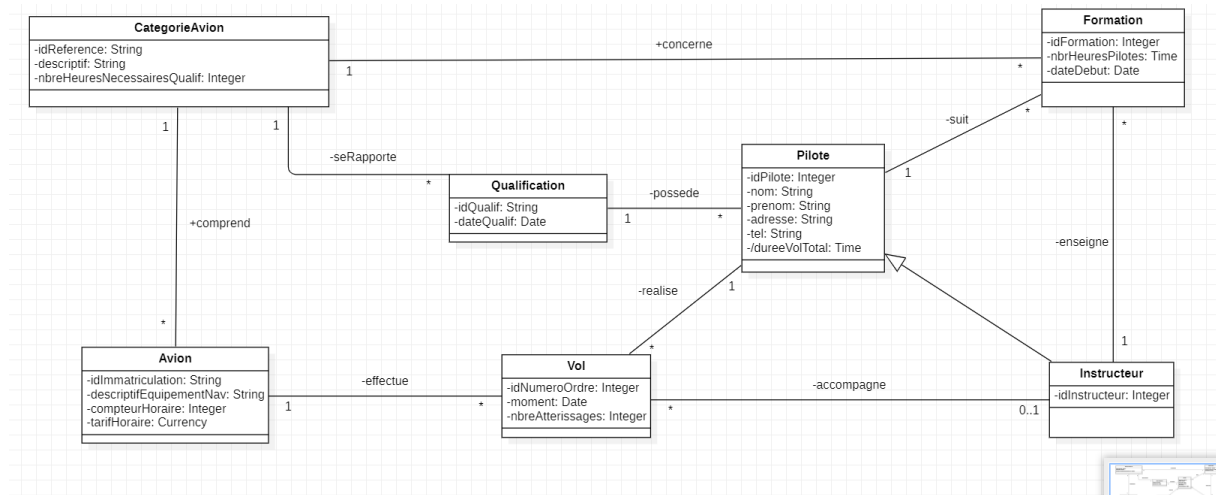 CategorieAvion
-idReference: String
-descriptif: String
-nbreHeuresNecessairesQualif: Integer
1
+concerne
*
Formation
-idFormation: Integer
-nbrHeuresPilotes: Time
-dateDebut: Date
1
1
-seRapporte
*
Qualification
-idQualif: String
-dateQualif: Date
1
-possede
*
Pilote
-idPilote: Integer
-nom: String
-prenom: String
-adresse: String
-tel: String
-/dureeVolTotal: Time
1
-suit
*
*
-enseigne
1
+comprend
*
-realise
1
*
Avion
-idImmatriculation: String
-descriptifEquipementNav: String
-compteurHoraire: Integer
-tarifHoraire: Currency
1
-effectue
*
Vol
-idNumeroOrdre: Integer
-moment: Date
-nbreAtterissages: Integer
*
-accompagne
0..1
Instructeur
-idInstructeur: Integer